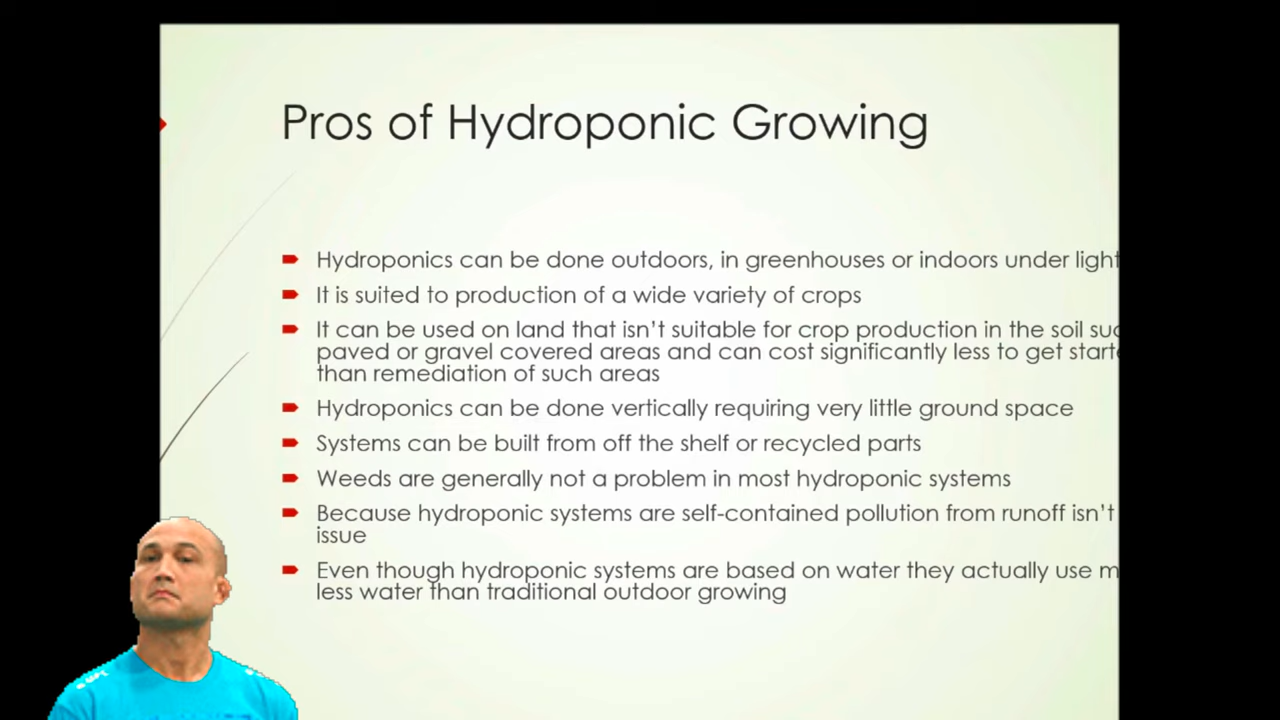 Pros of Hydroponic Growing
Hydroponics can be done outdoors, in greenhouses or indoors under light
It is suited to production of a wide variety of crops
It can be used on land that isn't suitable for crop production in the soil
paved or gravel covered areas and can cost significantly less to get
than remediation of such areas
Hydroponics can be done vertically requiring very little ground space
Systems can be built from off the shelf or recycled parts
Weeds are generally not a problem in most hydroponic systems
Because hydroponic systems are self-contained pollution from runoff isn't
issue
Even though hydroponic systems are based on water they actually use
less water than traditional outdoor growing